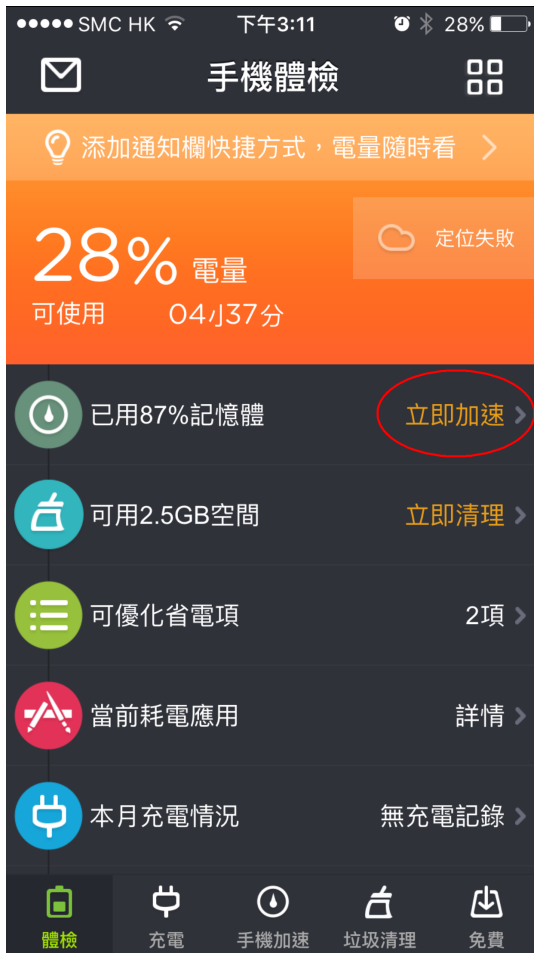 SMC HK 下午3:11 28%
手機體檢
添加通知欄快捷方式，電量隨時看
28% 電量
定位失敗
可使用 04小37分
已用87%記憶體 立即加速
可用2.5GB空間 立即清理
可優化省電項 2項
當前耗電應用 詳情
本月充電情況 無充電記錄
體檢 充電 手機加速 垃圾清理 免費